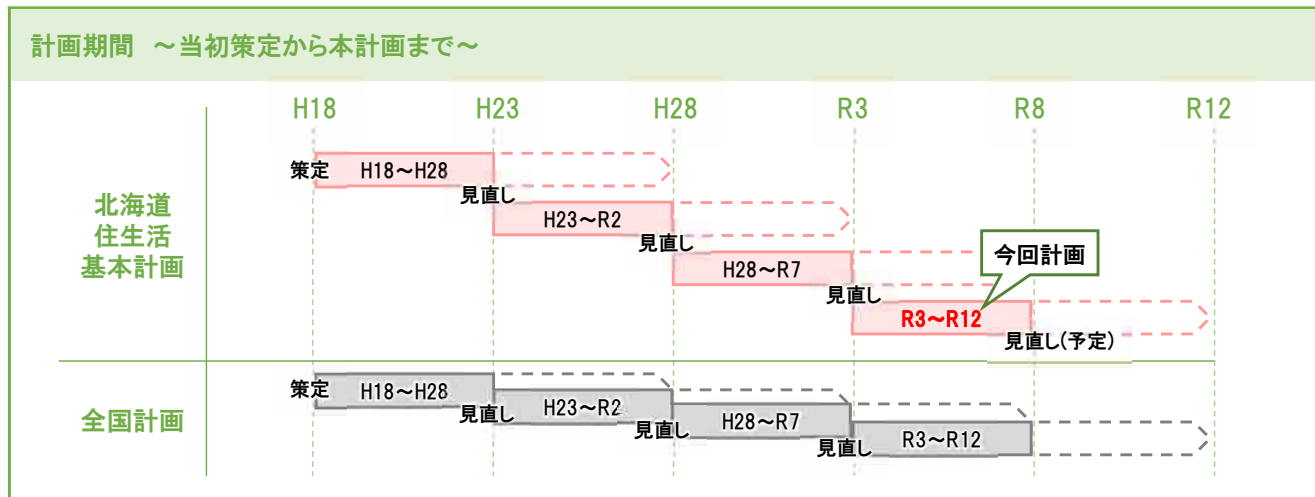 計画期間 ～当初策定から本計画まで～
H18 H23 H28 R3 R8 R12
北海道
住生活
基本計画
策定 H18～H28
見直し
H23～R2
見直し
H28～R7
今回計画
見直し
R3～R12
見直し(予定)
全国計画
策定 H18～H28
見直し
H23～R2
見直し
H28～R7
見直し
R3～R12